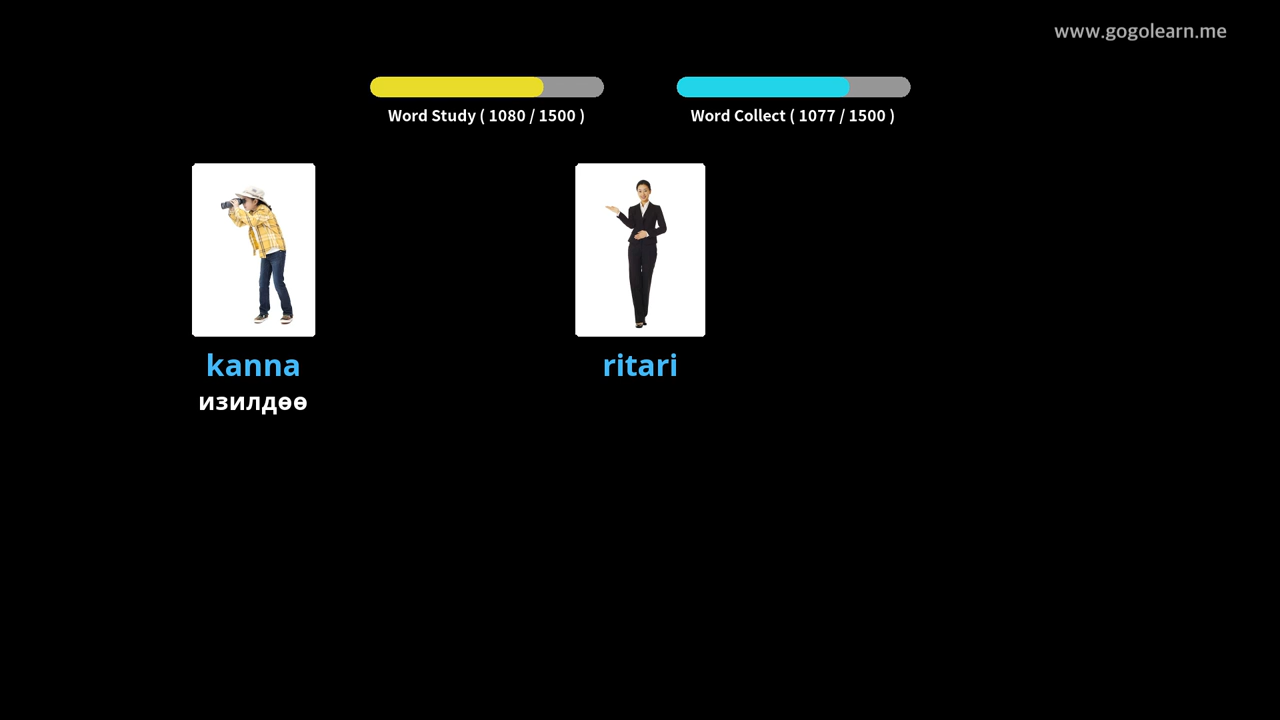 www.gogolearn.me
Word Study ( 1080 / 1500 )
Word Collect ( 1077 / 1500 )
kanna
изилдөө
ritari